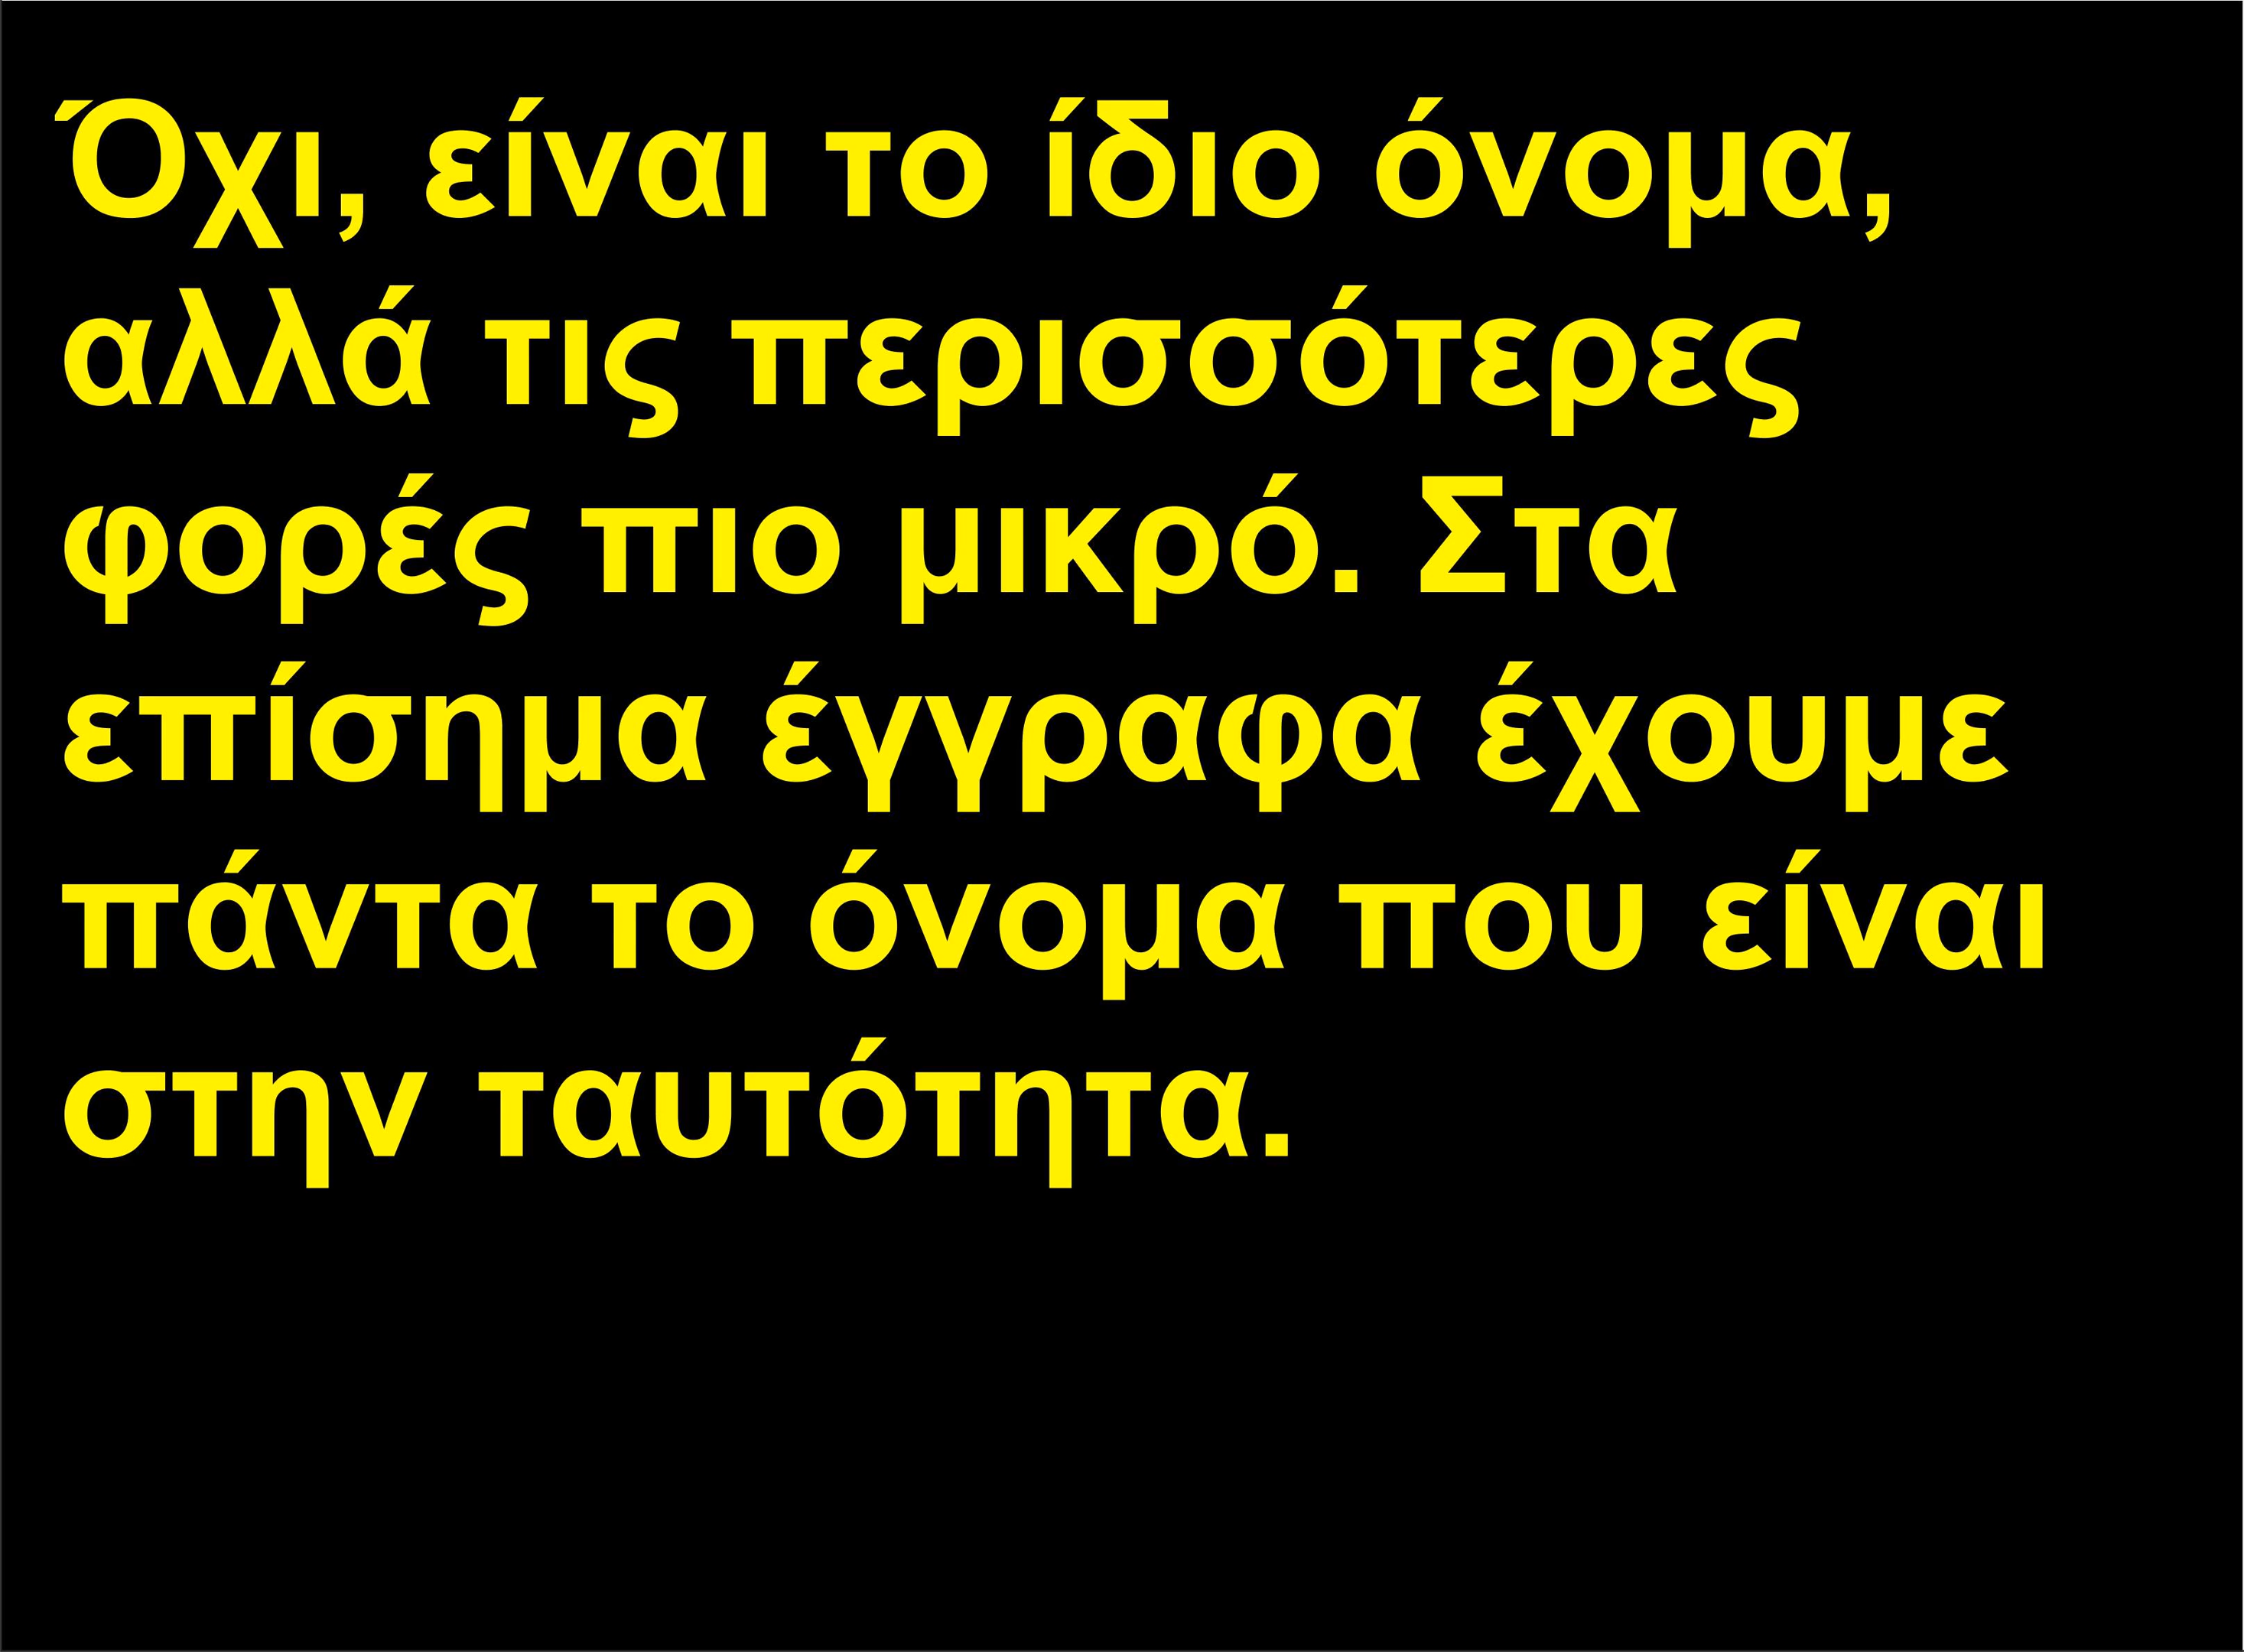 Όχι, είναι το ίδιο όνομα,
αλλά τις περισσότερες
φορές πιο μικρό. Στα
επίσημα έγγραφα έχουμε
πάντα το όνομα που είναι
στην ταυτότητα.